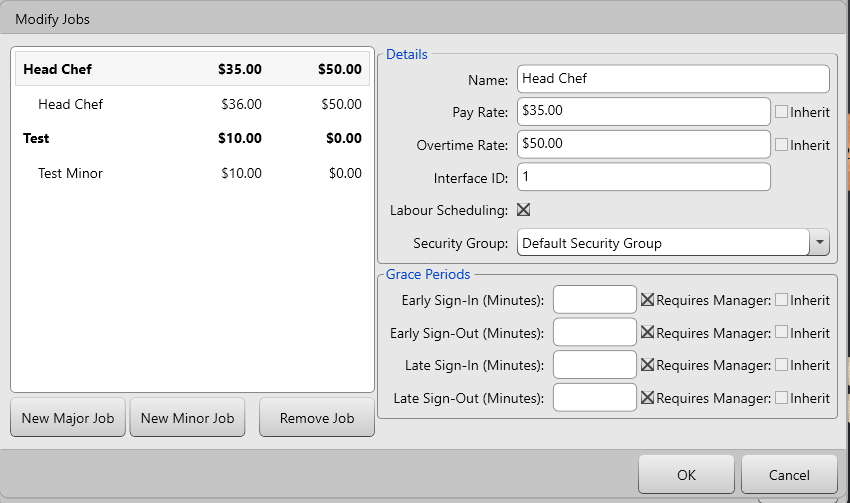 Modify Jobs
Head Chef $35.00 $50.00
Head Chef $36.00 $50.00
Test $10.00 $0.00
Test Minor $10.00 $0.00
New Major Job New Minor Job Remove Job
Details
Name: Head Chef
Pay Rate: $35.00 Inherit
Overtime Rate: $50.00 Inherit
Interface ID: 1
Labour Scheduling:
Security Group: Default Security Group
Grace Periods
Early Sign-In (Minutes): Requires Manager: Inherit
Early Sign-Out (Minutes): Requires Manager: Inherit
Late Sign-In (Minutes): Requires Manager: Inherit
Late Sign-Out (Minutes): Requires Manager: Inherit
OK Cancel